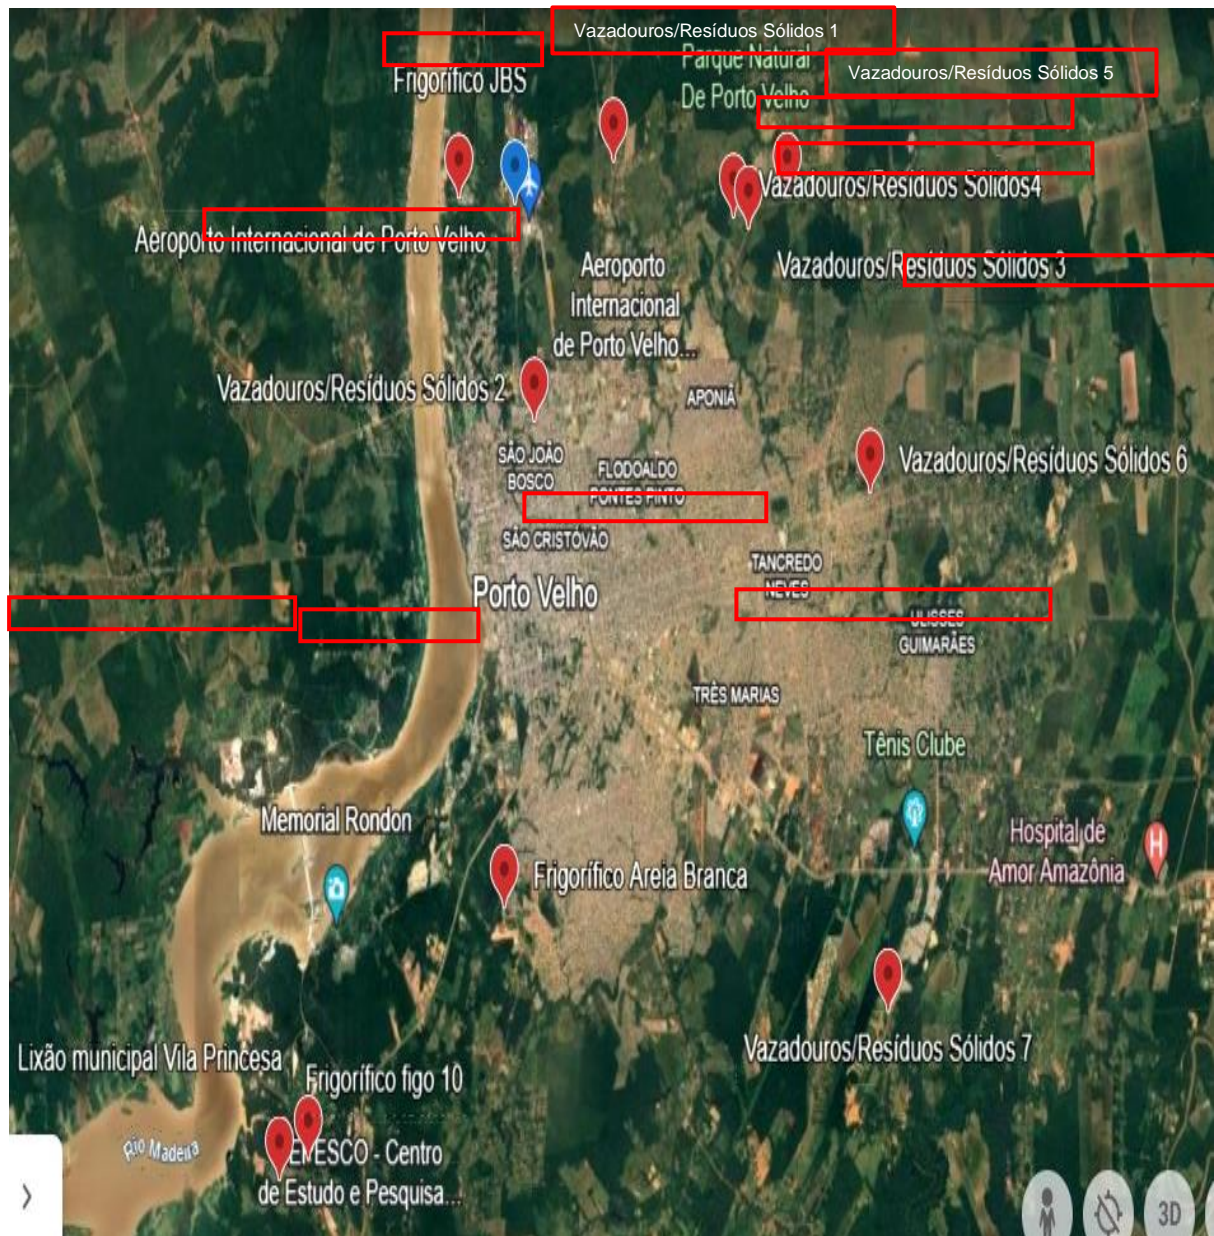 Vazadouros/Resíduos Sólidos 1
Parque Natural
De Porto Velho
Vazadouros/Resíduos Sólidos 5
Frigorífico JBS
Vazadouros/Resíduos Sólidos4
Aeroporto Internacional de Porto Velho
Aeroporto
Internacional
de Porto Velho...
Vazadouros/Resíduos Sólidos 3
Vazadouros/Resíduos Sólidos 2
APONIÃ
SÃO JOÃO
BOSCO
FLODOALDO
PONTES PINTO
Vazadouros/Resíduos Sólidos 6
SÃO CRISTÓVÃO
TANCREDO
NEVES
Porto Velho
ULISSES
GUIMARÃES
TRÊS MARIAS
Tênis Clube
Memorial Rondon
Hospital de
Amor Amazônia
H
Frigorífico Areia Branca
Vazadouros/Resíduos Sólidos 7
Lixão municipal Vila Princesa
Frigorífico figo 10
Rio Madeira
- Centro
de Estudo e Pesquisa...
3D